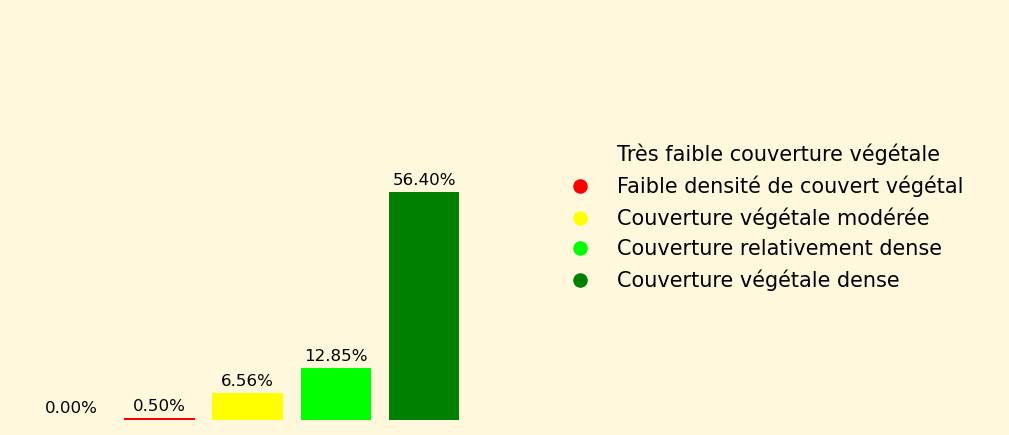 0.00%
0.50%
6.56%
12.85%
56.40%
Très faible couverture végétale
Faible densité de couvert végétal
Couverture végétale modérée
Couverture relativement dense
Couverture végétale dense